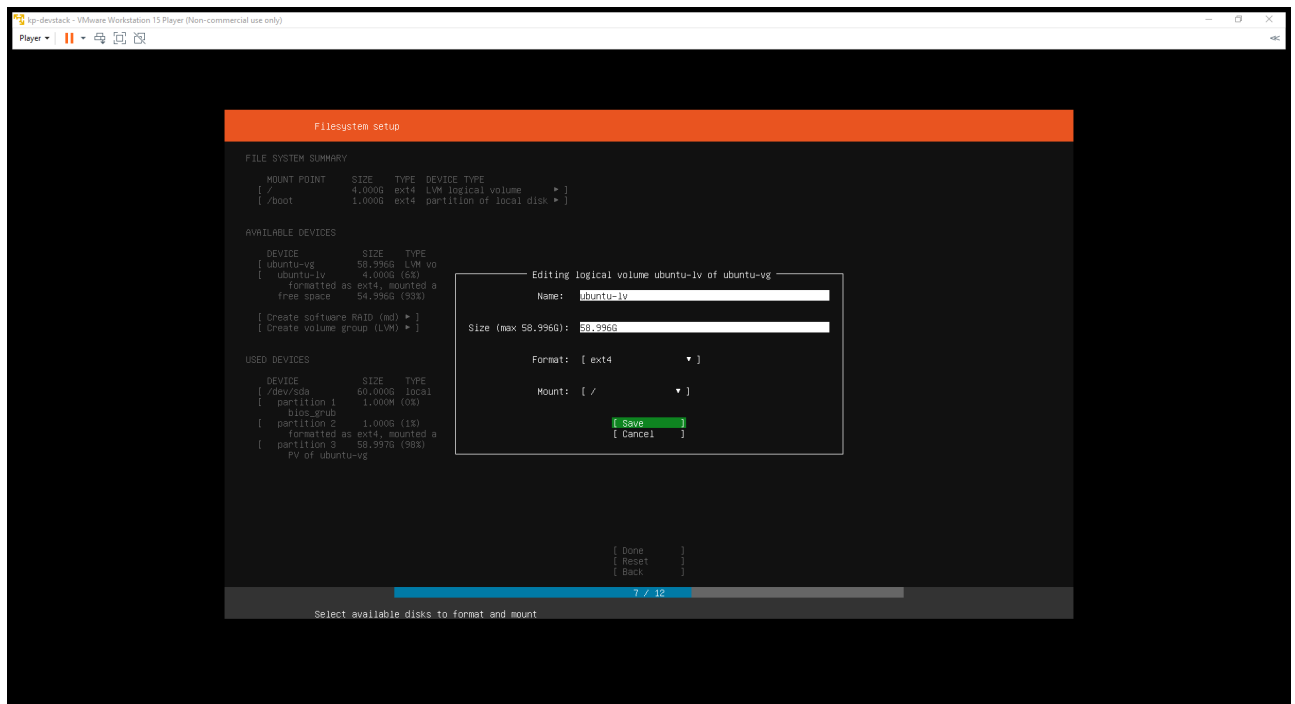 kp-devstack - VMware Workstation 15 Player (Non-commercial use only)
Player
Filesystem setup
FILE SYSTEM SUMMARY
MOUNT POINT SIZE TYPE DEVICE TYPE
[ / 4.000G ext4 LVM logical volume ▸ ]
[ /boot 1.000G ext4 partition of local disk ▸ ]
AVAILABLE DEVICES
DEVICE SIZE TYPE
[ ubuntu-vg 58.996G LVM vo
[ ubuntu-lv 4.000G (6%)
formatted as ext4, mounted a
free space 54.996G (93%)
[ Create software RAID (md) ▸ ]
[ Create volume group (LVM) ▸ ]
USED DEVICES
DEVICE SIZE TYPE
[ /dev/sda 60.000G local
[ partition 1 1.000M (0%)
bios_grub
[ partition 2 1.000G (1%)
formatted as ext4, mounted a
[ partition 3 58.997G (98%)
PV of ubuntu-vg
Editing logical volume ubuntu-lv of ubuntu-vg
Name: ubuntu-lv
Size (max 58.996G): 58.996G
Format: [ ext4 ▾ ]
Mount: [ / ▾ ]
[ Save ]
[ Cancel ]
[ Done ]
[ Reset ]
[ Back ]
7 / 12
Select available disks to format and mount